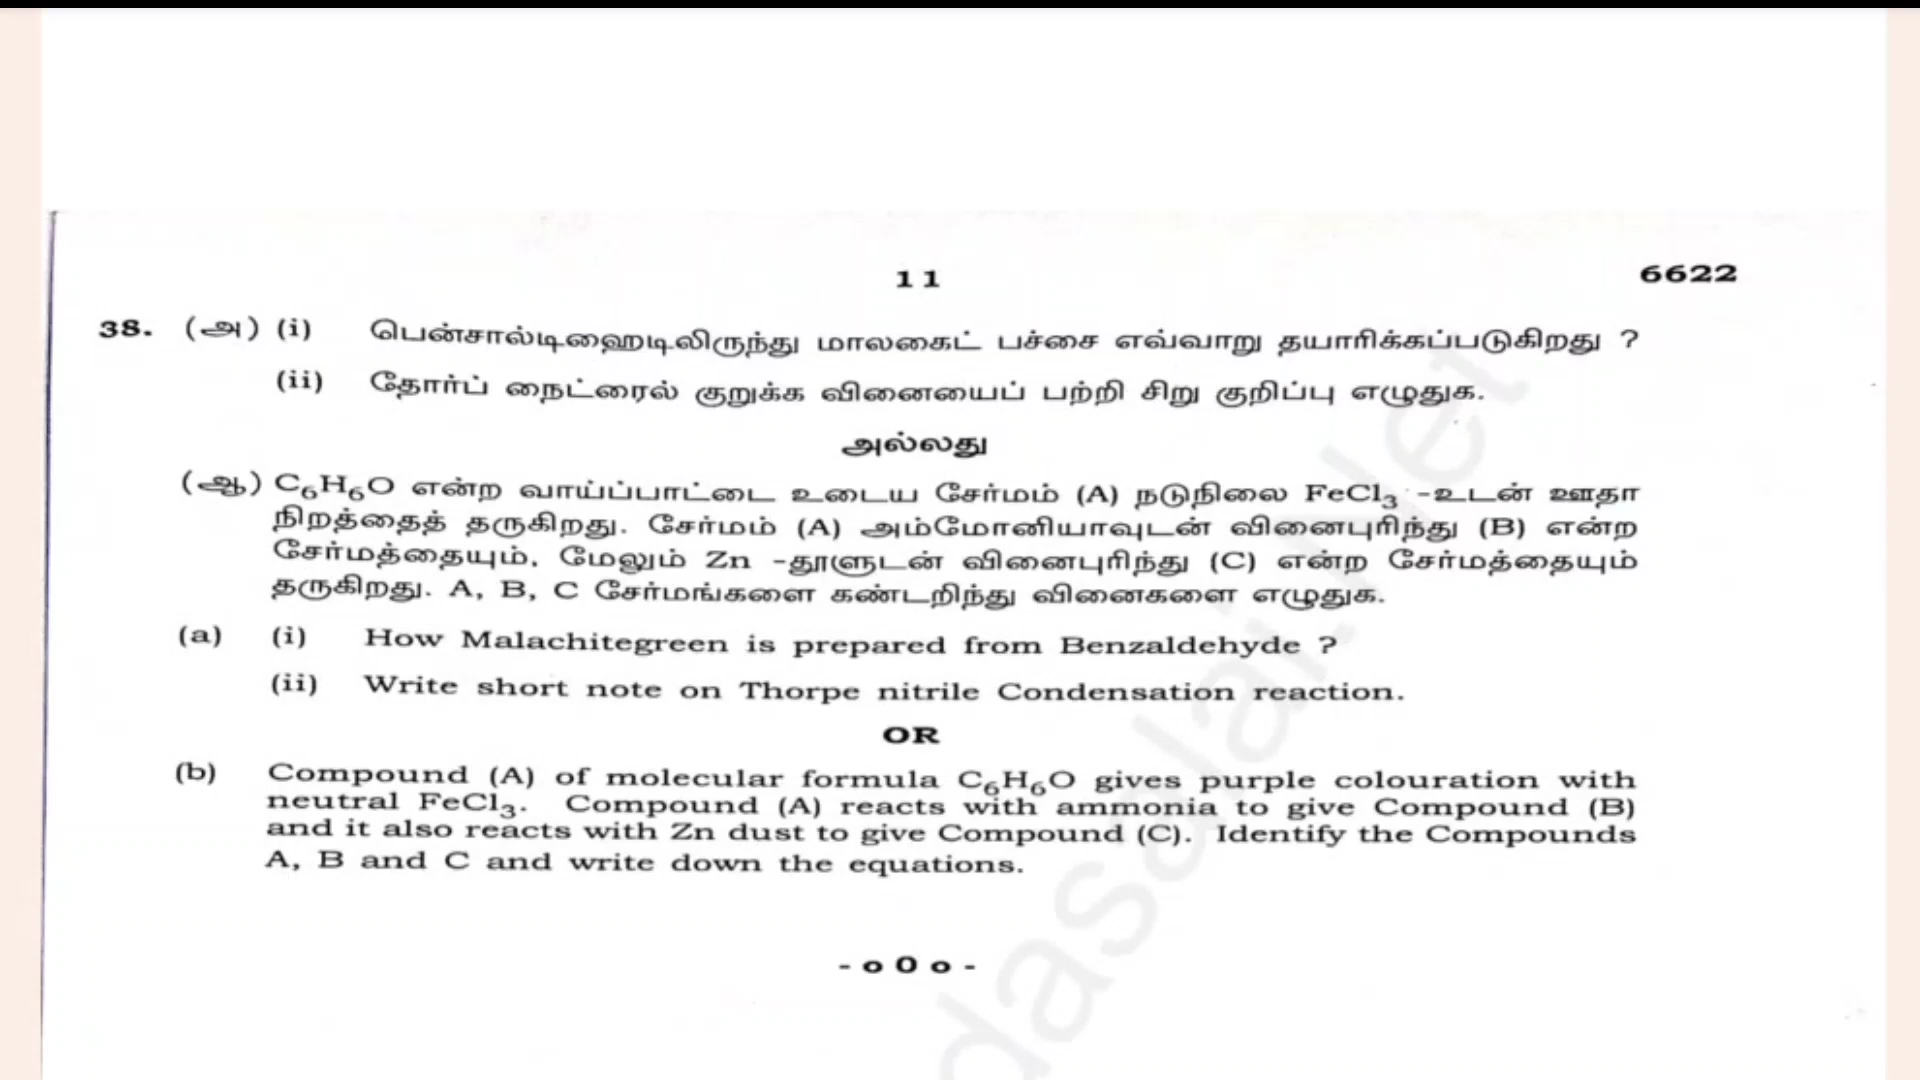 11
6622
38. (அ) (i) பென்சால்டிஹைடிலிருந்து மாலகைட் பச்சை எவ்வாறு தயாரிக்கப்படுகிறது ?
(ii) தோர்ப் நைட்ரைல் குறுக்க வினையைப் பற்றி சிறு குறிப்பு எழுதுக.
அல்லது
(ஆ) C₆H₆O என்ற வாய்ப்பாட்டை உடைய சேர்மம் (A) நடுநிலை FeCl₃ -உடன் ஊதா
நிறத்தைத் தருகிறது. சேர்மம் (A) அம்மோனியாவுடன் வினைபுரிந்து (B) என்ற
சேர்மத்தையும், மேலும் Zn -தூளுடன் வினைபுரிந்து (C) என்ற சேர்மத்தையும்
தருகிறது. A, B, C சேர்மங்களை கண்டறிந்து வினைகளை எழுதுக.
(a) (i) How Malachitegreen is prepared from Benzaldehyde ?
(ii) Write short note on Thorpe nitrile Condensation reaction.
OR
(b) Compound (A) of molecular formula C₆H₆O gives purple colouration with
neutral FeCl₃. Compound (A) reacts with ammonia to give Compound (B)
and it also reacts with Zn dust to give Compound (C). Identify the Compounds
A, B and C and write down the equations.
- o 0 o -
dasalai.Net